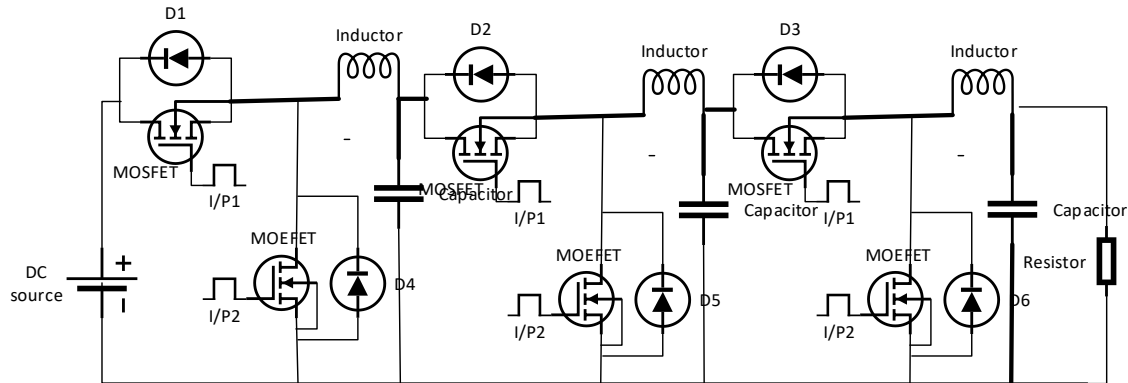 D1
Inductor
D2
Inductor
D3
Inductor
-
-
-
MOSFET
I/P1
MOSFET
Capacitor
I/P1
MOSFET
Capacitor
I/P1
Capacitor
MOEFET
MOEFET
MOEFET
DC
source
+
I
D4
D5
D6
Resistor
I/P2
I/P2
I/P2